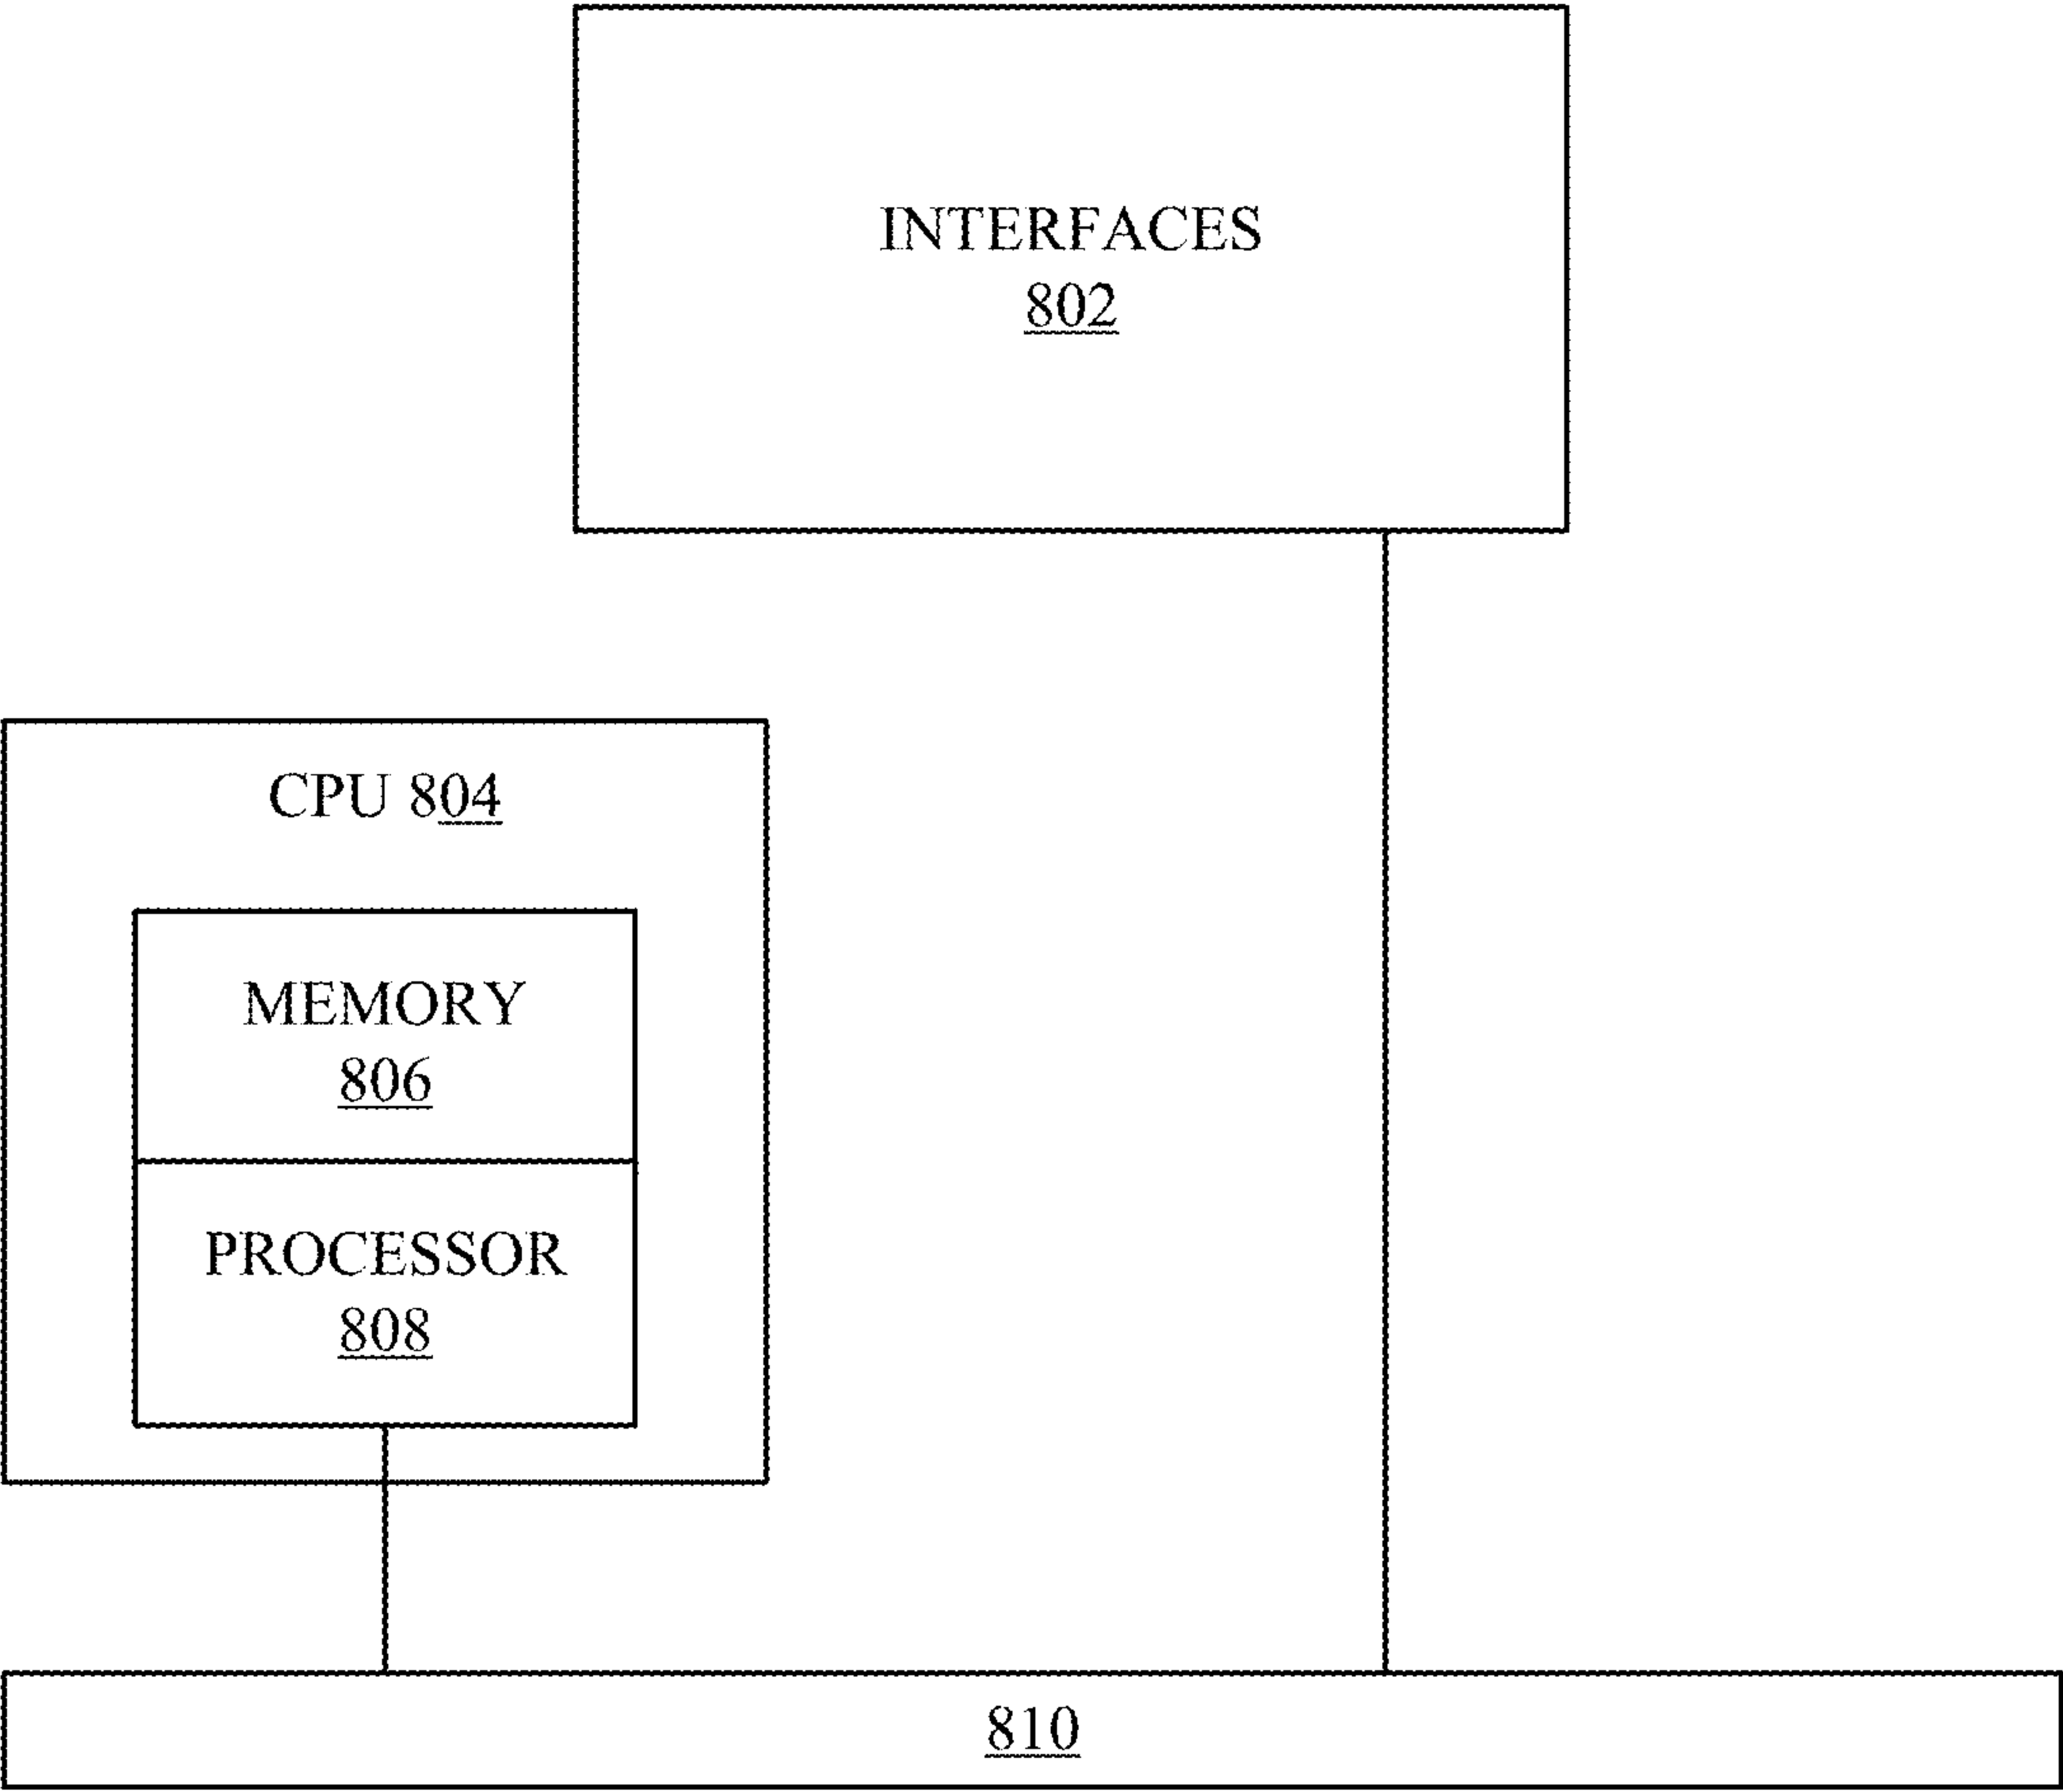 INTERFACES
802
CPU 804
MEMORY
806
PROCESSOR
808
810